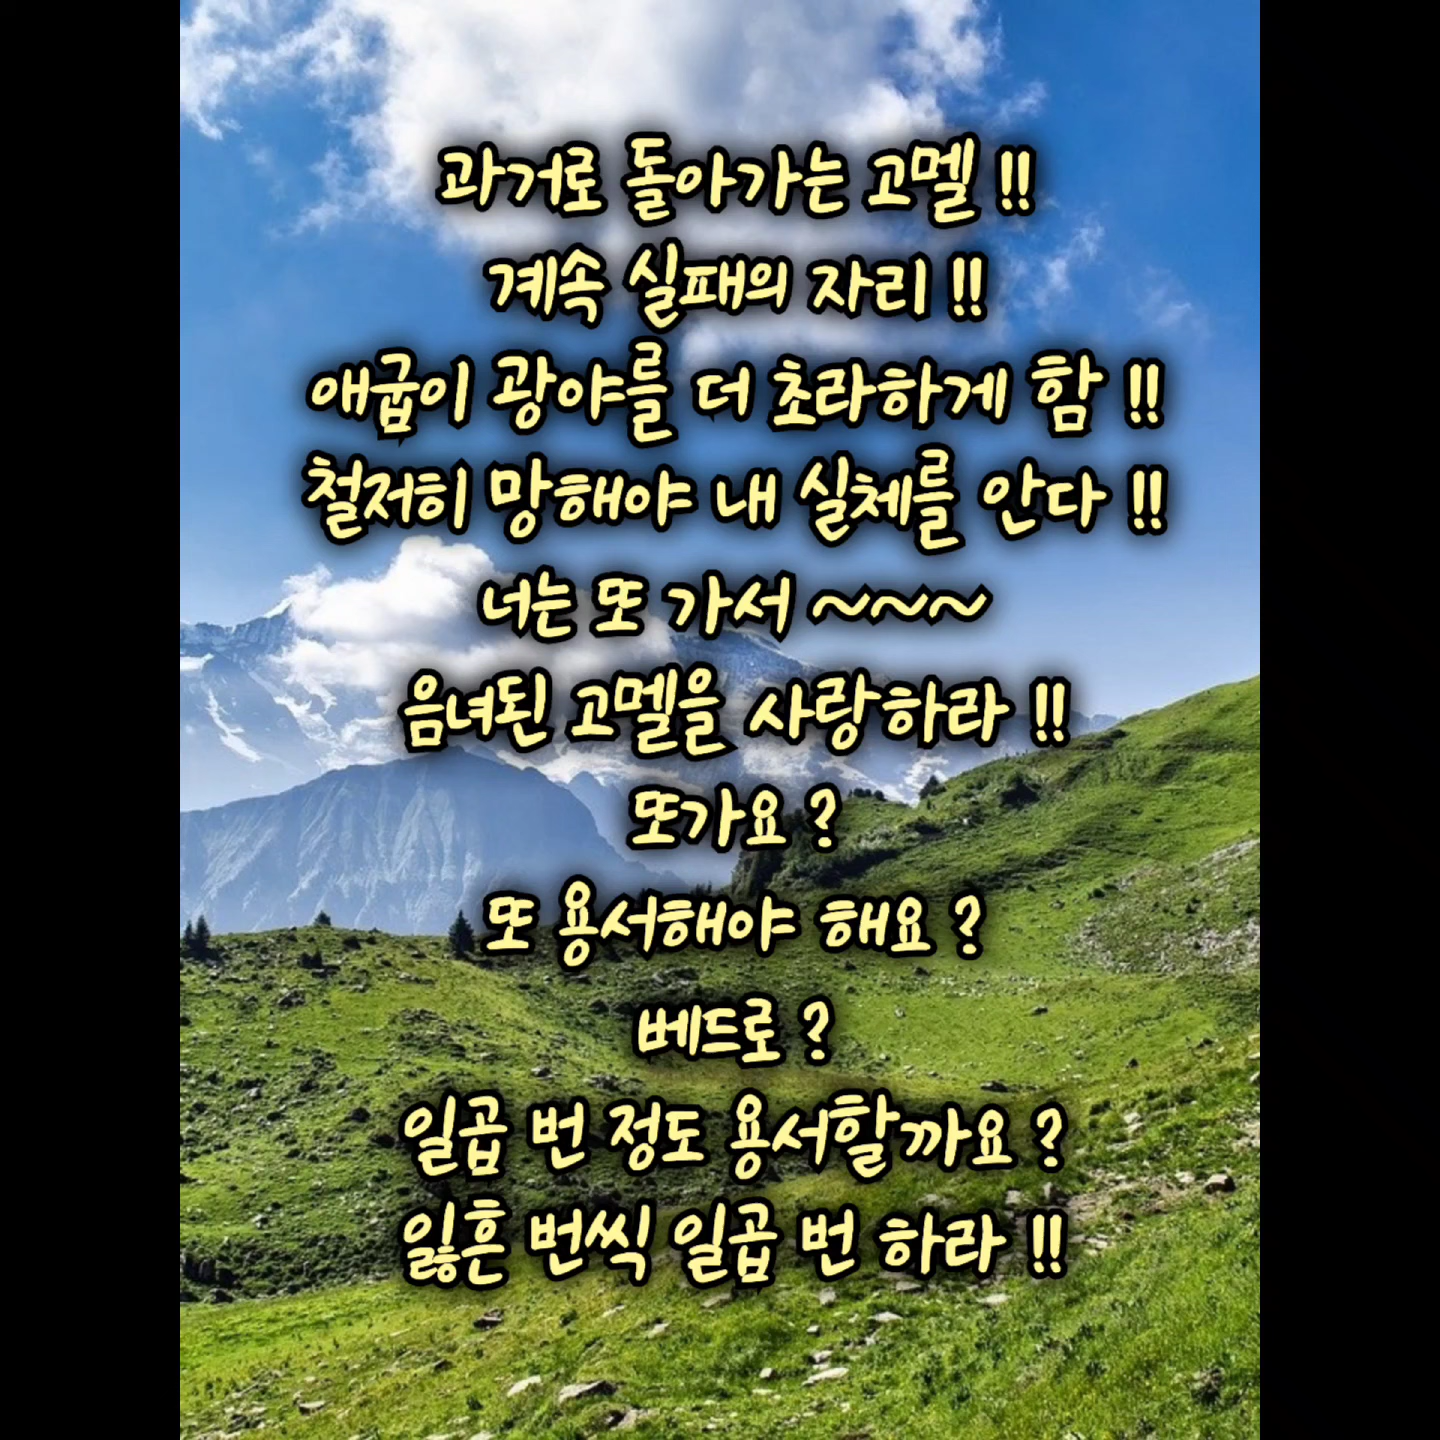 과거로 돌아가는 고멜 !!
계속 실패의 자리 !!
애굽이 광야를 더 초라하게 함 !!
철저히 망해야 내 실체를 안다 !!
너는 또 가서 ~~~
음녀된 고멜을 사랑하라 !!
또가요 ?
또 용서해야 해요 ?
베드로 ?
일곱 번 정도 용서할까요 ?
잃흔 번씩 일곱 번 하라 !!